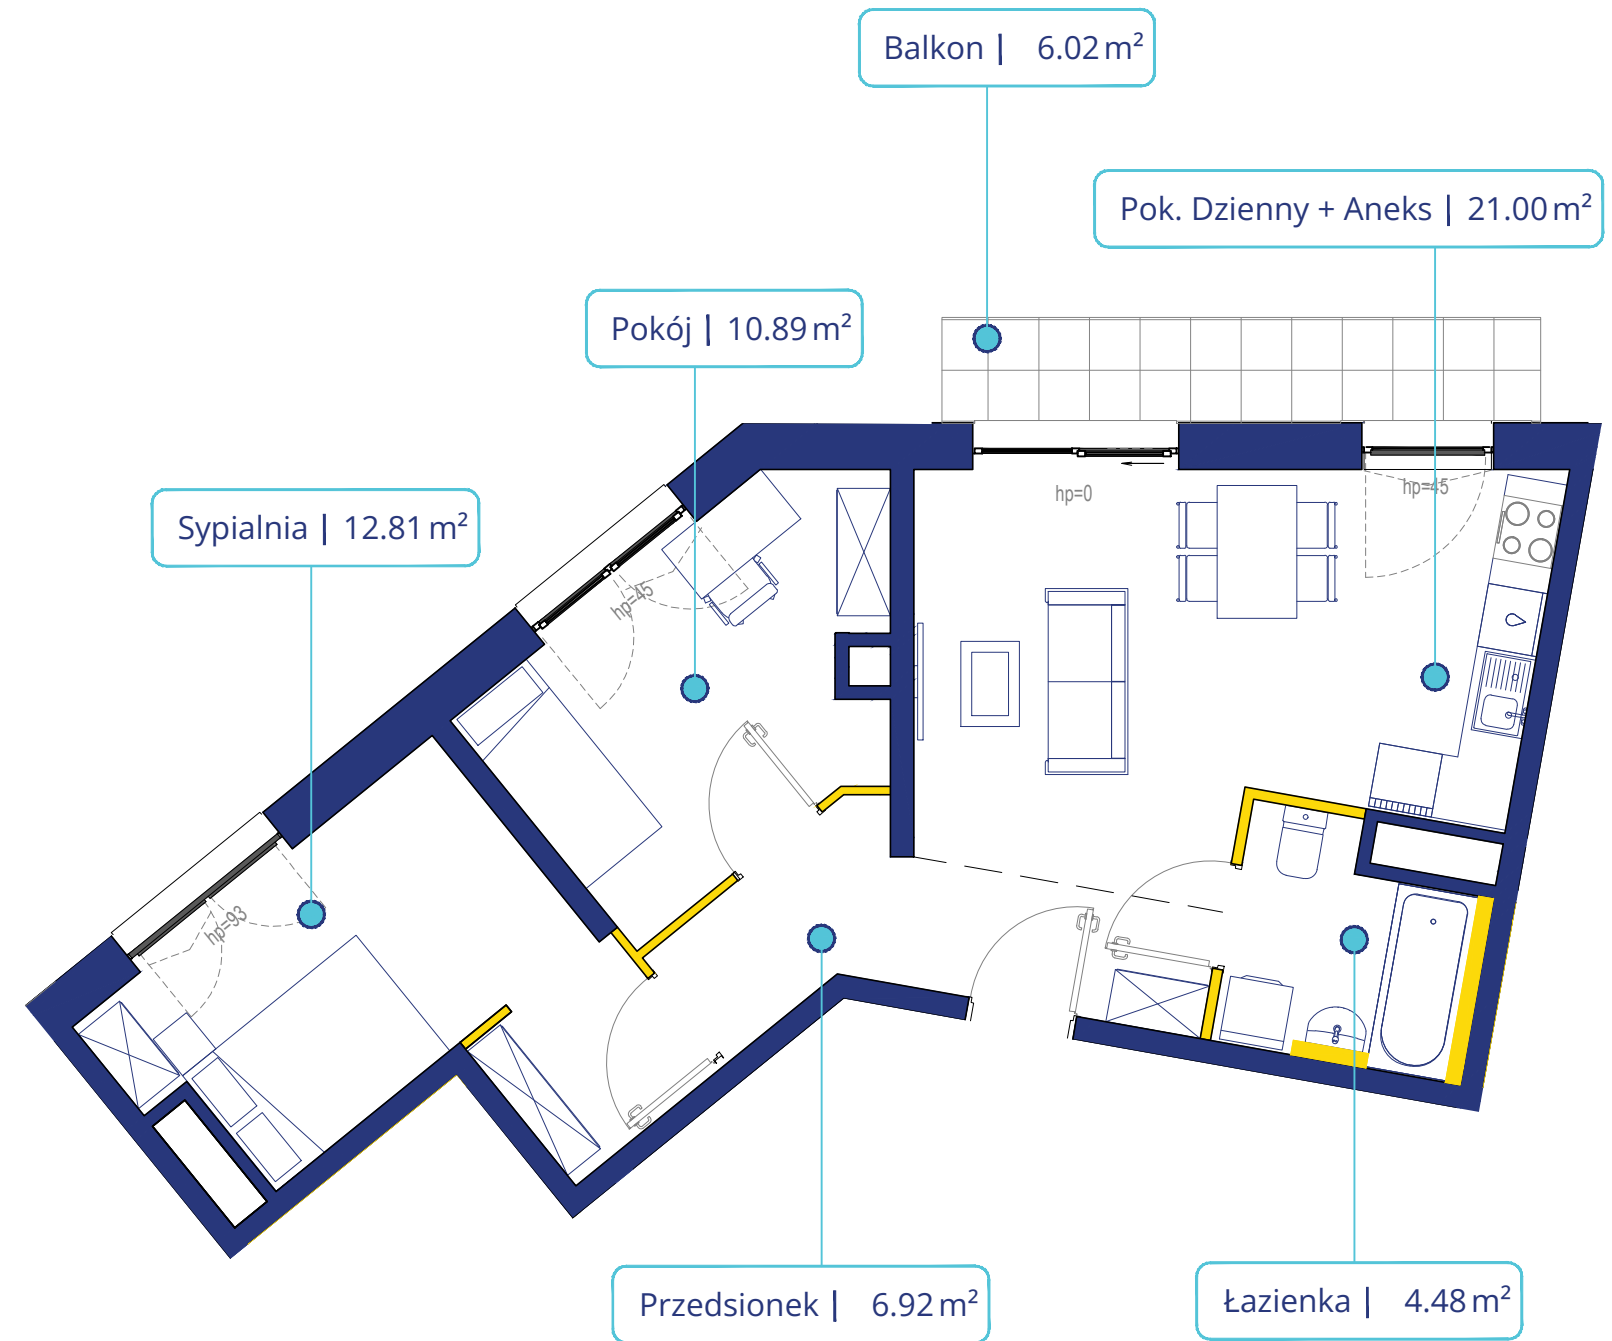 Balkon | 6.02 m²
Pok. Dzienny + Aneks | 21.00 m²
Pokój | 10.89 m²
Sypialnia | 12.81 m²
hp=0
hp=45
hp=45
hp=93
Przedsionek | 6.92 m²
Łazienka | 4.48 m²